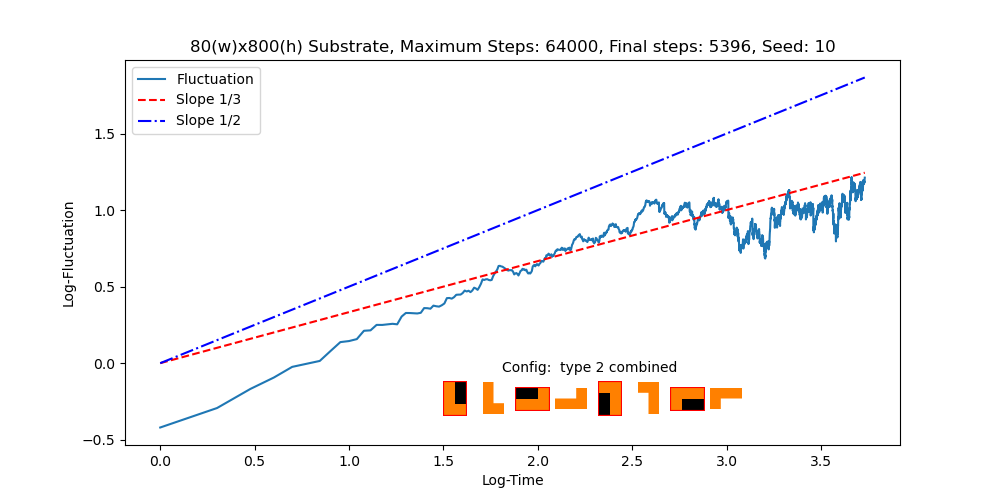 80(w)x800(h) Substrate, Maximum Steps: 64000, Final steps: 5396, Seed: 10
Fluctuation
Slope 1/3
Slope 1/2
1.5
1.0
0.5
0.0
−0.5
Log-Fluctuation
Config:  type 2 combined
0.0 0.5 1.0 1.5 2.0 2.5 3.0 3.5
Log-Time